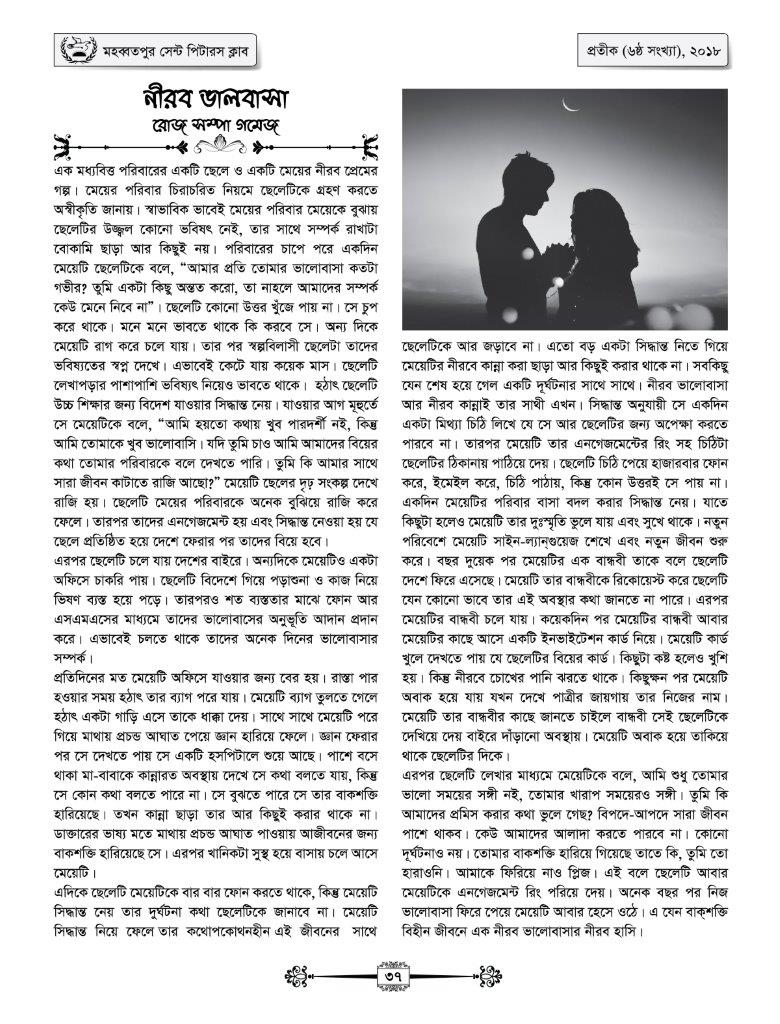 মহব্বতপুর সেন্ট পিটারস ক্লাব
প্রতীক (৬ষ্ঠ সংখ্যা), ২০১৮
নীরব ভালবাসা
রোজ সম্পা গমেজ
এক মধ্যবিত্ত পরিবারের একটি ছেলে ও একটি মেয়ের নীরব প্রেমের
গল্প। মেয়ের পরিবার চিরাচরিত নিয়মে ছেলেটিকে গ্রহণ করতে
অস্বীকৃতি জানায়। স্বাভাবিক ভাবেই মেয়ের পরিবার মেয়েকে বুঝায়
ছেলেটির উজ্জ্বল কোনো ভবিষৎ নেই, তার সাথে সম্পর্ক রাখাটা
বোকামি ছাড়া আর কিছুই নয়। পরিবারের চাপে পরে একদিন
মেয়েটি ছেলেটিকে বলে, “আমার প্রতি তোমার ভালোবাসা কতটা
গভীর? তুমি একটা কিছু অন্তত করো, তা নাহলে আমাদের সম্পর্ক
কেউ মেনে নিবে না”। ছেলেটি কোনো উত্তর খুঁজে পায় না। সে চুপ
করে থাকে। মনে মনে ভাবতে থাকে কি করবে সে। অন্য দিকে
মেয়েটি রাগ করে চলে যায়। তার পর স্বল্পবিলাসী ছেলেটা তাদের
ভবিষ্যতের স্বপ্ন দেখে। এভাবেই কেটে যায় কয়েক মাস। ছেলেটি
লেখাপড়ার পাশাপাশি ভবিষ্যৎ নিয়েও ভাবতে থাকে। হঠাৎ ছেলেটি
উচ্চ শিক্ষার জন্য বিদেশ যাওয়ার সিদ্ধান্ত নেয়। যাওয়ার আগ মূহুর্তে
সে মেয়েটিকে বলে, “আমি হয়তো কথায় খুব পারদর্শী নই, কিন্তু
আমি তোমাকে খুব ভালোবাসি। যদি তুমি চাও আমি আমাদের বিয়ের
কথা তোমার পরিবারকে বলে দেখতে পারি। তুমি কি আমার সাথে
সারা জীবন কাটাতে রাজি আছো?” মেয়েটি ছেলের দৃঢ় সংকল্প দেখে
রাজি হয়। ছেলেটি মেয়ের পরিবারকে অনেক বুঝিয়ে রাজি করে
ফেলে। তারপর তাদের এনগেজমেন্ট হয় এবং সিদ্ধান্ত নেওয়া হয় যে
ছেলে প্রতিষ্ঠিত হয়ে দেশে ফেরার পর তাদের বিয়ে হবে।
এরপর ছেলেটি চলে যায় দেশের বাইরে। অন্যদিকে মেয়েটিও একটা
অফিসে চাকরি পায়। ছেলেটি বিদেশে গিয়ে পড়াশুনা ও কাজ নিয়ে
ভিষণ ব্যস্ত হয়ে পড়ে। তারপরও শত ব্যস্ততার মাঝে ফোন আর
এসএমএসের মাধ্যমে তাদের ভালোবাসের অনুভূতি আদান প্রদান
করে। এভাবেই চলতে থাকে তাদের অনেক দিনের ভালোবাসার
সম্পর্ক।
প্রতিদিনের মত মেয়েটি অফিসে যাওয়ার জন্য বের হয়। রাস্তা পার
হওয়ার সময় হঠাৎ তার ব্যাগ পরে যায়। মেয়েটি ব্যাগ তুলতে গেলে
হঠাৎ একটা গাড়ি এসে তাকে ধাক্কা দেয়। সাথে সাথে মেয়েটি পরে
গিয়ে মাথায় প্রচন্ড আঘাত পেয়ে জ্ঞান হারিয়ে ফেলে। জ্ঞান ফেরার
পর সে দেখতে পায় সে একটি হসপিটালে শুয়ে আছে। পাশে বসে
থাকা মা-বাবাকে কান্নারত অবস্থায় দেখে সে কথা বলতে যায়, কিন্তু
সে কোন কথা বলতে পারে না। সে বুঝতে পারে সে তার বাকশক্তি
হারিয়েছে। তখন কান্না ছাড়া তার আর কিছুই করার থাকে না।
ডাক্তারের ভাষ্য মতে মাথায় প্রচন্ড আঘাত পাওয়ায় আজীবনের জন্য
বাকশক্তি হারিয়েছে সে। এরপর খানিকটা সুস্থ হয়ে বাসায় চলে আসে
মেয়েটি।
এদিকে ছেলেটি মেয়েটিকে বার বার ফোন করতে থাকে, কিন্তু মেয়েটি
সিদ্ধান্ত নেয় তার দুর্ঘটনা কথা ছেলেটিকে জানাবে না। মেয়েটি
সিদ্ধান্ত নিয়ে ফেলে তার কথোপকোথনহীন এই জীবনের সাথে
ছেলেটিকে আর জড়াবে না। এতো বড় একটা সিদ্ধান্ত নিতে গিয়ে
মেয়েটির নীরবে কান্না করা ছাড়া আর কিছুই করার থাকে না। সবকিছু
যেন শেষ হয়ে গেল একটি দূর্ঘটনার সাথে সাথে। নীরব ভালোবাসা
আর নীরব কান্নাই তার সাথী এখন। সিদ্ধান্ত অনুযায়ী সে একদিন
একটা মিথ্যা চিঠি লিখে যে সে আর ছেলেটির জন্য অপেক্ষা করতে
পারবে না। তারপর মেয়েটি তার এনগেজমেন্টের রিং সহ চিঠিটা
ছেলেটির ঠিকানায় পাঠিয়ে দেয়। ছেলেটি চিঠি পেয়ে হাজারবার ফোন
করে, ইমেইল করে, চিঠি পাঠায়, কিন্তু কোন উত্তরই সে পায় না।
একদিন মেয়েটির পরিবার বাসা বদল করার সিদ্ধান্ত নেয়। যাতে
কিছুটা হলেও মেয়েটি তার দুঃস্মৃতি ভুলে যায় এবং সুখে থাকে। নতুন
পরিবেশে মেয়েটি সাইন-ল্যান্গুয়েজ শেখে এবং নতুন জীবন শুরু
করে। বছর দুয়েক পর মেয়েটির এক বান্ধবী তাকে বলে ছেলেটি
দেশে ফিরে এসেছে। মেয়েটি তার বান্ধবীকে রিকোয়েস্ট করে ছেলেটি
যেন কোনো ভাবে তার এই অবস্থার কথা জানতে না পারে। এরপর
মেয়েটির বান্ধবী চলে যায়। কয়েকদিন পর মেয়েটির বান্ধবী আবার
মেয়েটির কাছে আসে একটি ইনভাইটেশন কার্ড নিয়ে। মেয়েটি কার্ড
খুলে দেখতে পায় যে ছেলেটির বিয়ের কার্ড। কিছুটা কষ্ট হলেও খুশি
হয়। কিন্তু নীরবে চোখের পানি ঝরতে থাকে। কিছুক্ষন পর মেয়েটি
অবাক হয়ে যায় যখন দেখে পাত্রীর জায়গায় তার নিজের নাম।
মেয়েটি তার বান্ধবীর কাছে জানতে চাইলে বান্ধবী সেই ছেলেটিকে
দেখিয়ে দেয় বাইরে দাঁড়ানো অবস্থায়। মেয়েটি অবাক হয়ে তাকিয়ে
থাকে ছেলেটির দিকে।
এরপর ছেলেটি লেখার মাধ্যমে মেয়েটিকে বলে, আমি শুধু তোমার
ভালো সময়ের সঙ্গী নই, তোমার খারাপ সময়েরও সঙ্গী। তুমি কি
আমাদের প্রমিস করার কথা ভুলে গেছ? বিপদে-আপদে সারা জীবন
পাশে থাকব। কেউ আমাদের আলাদা করতে পারবে না। কোনো
দূর্ঘটনাও নয়। তোমার বাকশক্তি হারিয়ে গিয়েছে তাতে কি, তুমি তো
হারাওনি। আমাকে ফিরিয়ে নাও প্লিজ। এই বলে ছেলেটি আবার
মেয়েটিকে এনগেজমেন্ট রিং পরিয়ে দেয়। অনেক বছর পর নিজ
ভালোবাসা ফিরে পেয়ে মেয়েটি আবার হেসে ওঠে। এ যেন বাক্‌শক্তি
বিহীন জীবনে এক নীরব ভালোবাসার নীরব হাসি।
৩৭